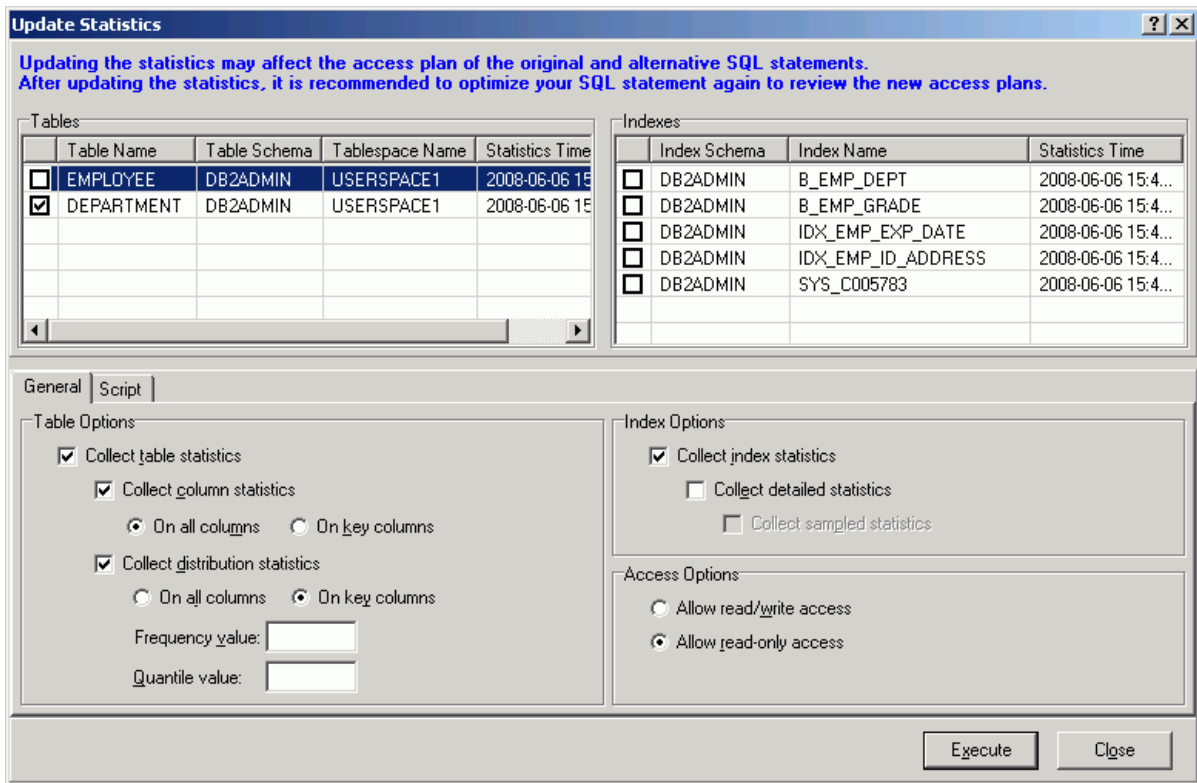 Update Statistics
Updating the statistics may affect the access plan of the original and alternative SQL statements.
After updating the statistics, it is recommended to optimize your SQL statement again to review the new access plans.
Tables
Table Name Table Schema Tablespace Name Statistics Time
EMPLOYEE DB2ADMIN USERSPACE1 2008-06-06 15
DEPARTMENT DB2ADMIN USERSPACE1 2008-06-06 15
Indexes
Index Schema Index Name Statistics Time
DB2ADMIN B_EMP_DEPT 2008-06-06 15:4...
DB2ADMIN B_EMP_GRADE 2008-06-06 15:4...
DB2ADMIN IDX_EMP_EXP_DATE 2008-06-06 15:4...
DB2ADMIN IDX_EMP_ID_ADDRESS 2008-06-06 15:4...
DB2ADMIN SYS_C005783 2008-06-06 15:4...
General Script
Table Options
Collect table statistics
Collect column statistics
On all columns On key columns
Collect distribution statistics
On all columns On key columns
Frequency value:
Quantile value:
Index Options
Collect index statistics
Collect detailed statistics
Collect sampled statistics
Access Options
Allow read/write access
Allow read-only access
Execute Close